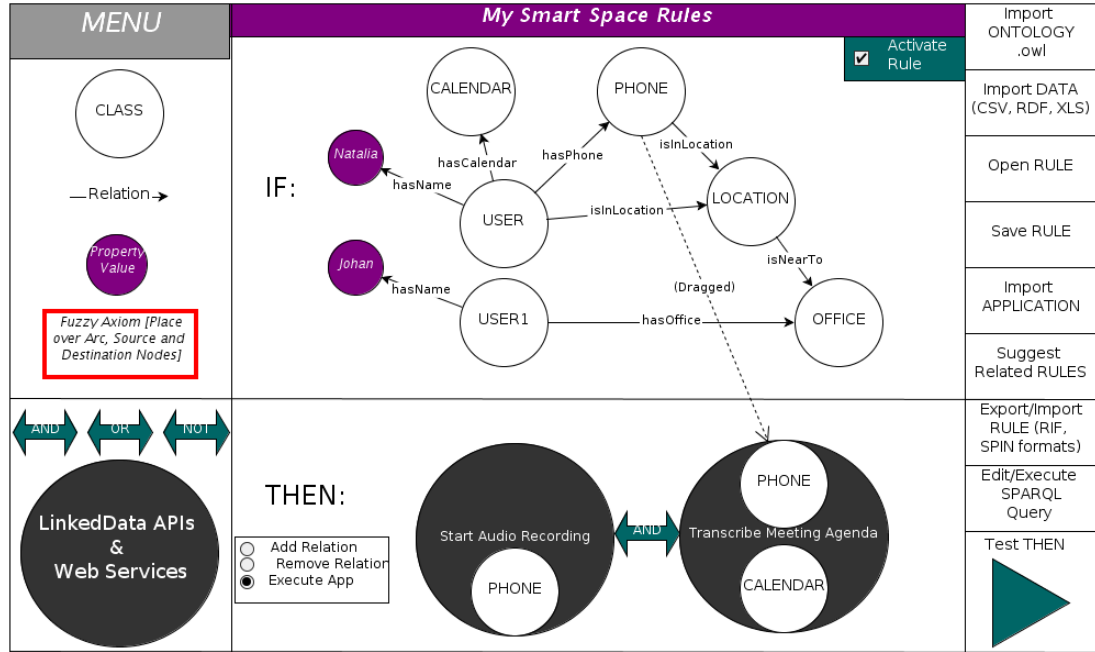 MENU
My Smart Space Rules
Import
ONTOLOGY
.owl
Activate
Rule
CLASS
CALENDAR
PHONE
Import DATA
(CSV, RDF, XLS)
Natalia
isInLocation
hasCalendar
hasPhone
Open RULE
Relation
IF:
hasName
USER
isInLocation
LOCATION
Save RULE
Property
Value
Johan
isNearTo
(Dragged)
hasName
Import
APPLICATION
USER1
hasOffice
OFFICE
Fuzzy Axiom [Place
over Arc, Source and
Destination Nodes]
Suggest
Related RULES
AND
OR
NOT
Export/Import
RULE (RIF,
SPIN formats)
PHONE
Edit/Execute
SPARQL
Query
THEN:
LinkedData APIs
&
Web Services
Start Audio Recording
AND
Transcribe Meeting Agenda
Add Relation
Remove Relation
Execute App
PHONE
CALENDAR
Test THEN